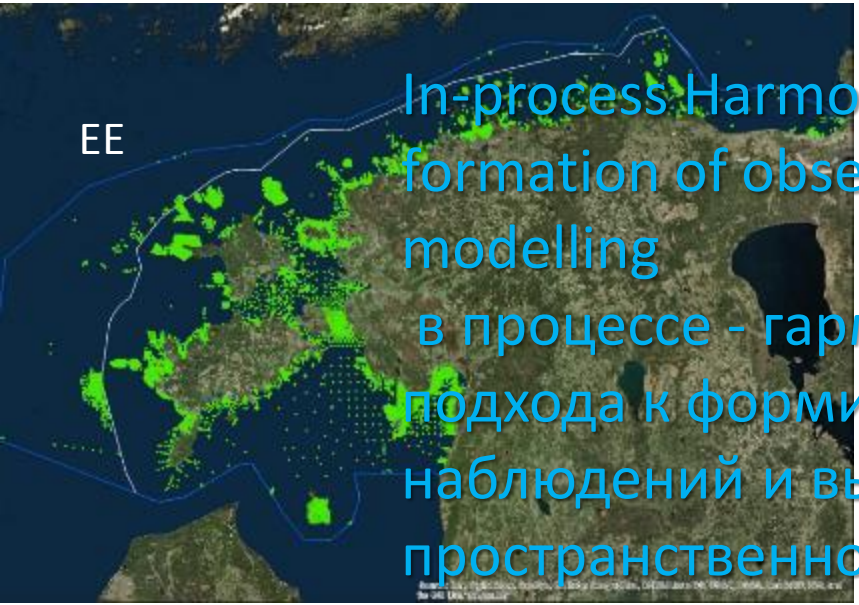 EE
In-process Harmo
formation of obse
modelling
в процессе - гарм
подхода к форми
наблюдений и вы
пространственно